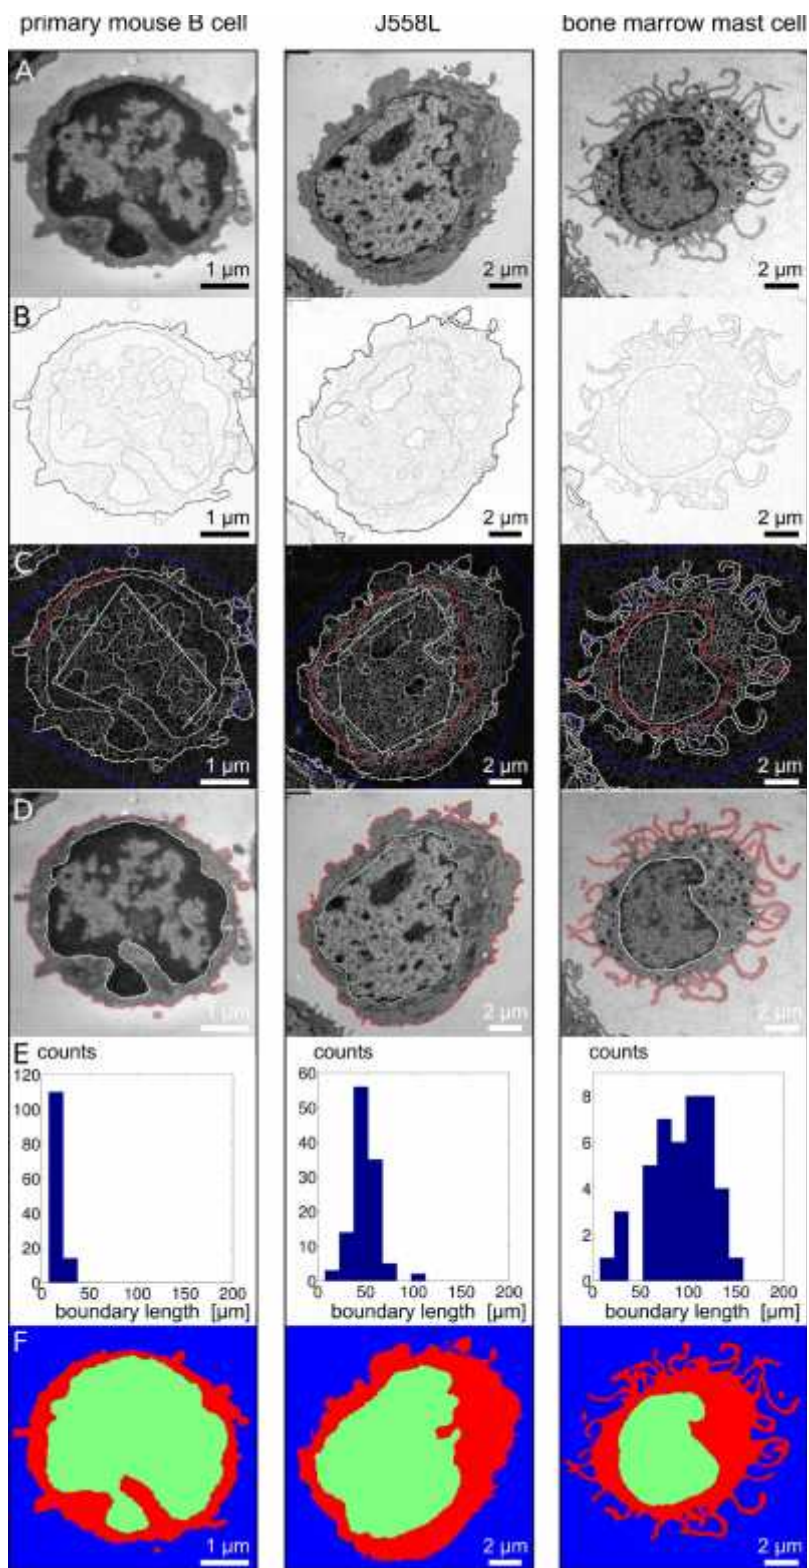 primary mouse B cell J558L bone marrow mast cell
A
1 µm 2 µm 2 µm
B
1 µm 2 µm 2 µm
C
1 µm 2 µm 2 µm
D
1 µm 2 µm 2 µm
E counts counts counts
120 60 8
100 50
80 40 6
60 30 4
40 20
20 10 2
0 0 0
0 50 100 150 200 0 50 100 150 200 0 50 100 150 200
boundary length [µm] boundary length [µm] boundary length [µm]
F
1 µm 2 µm 2 µm